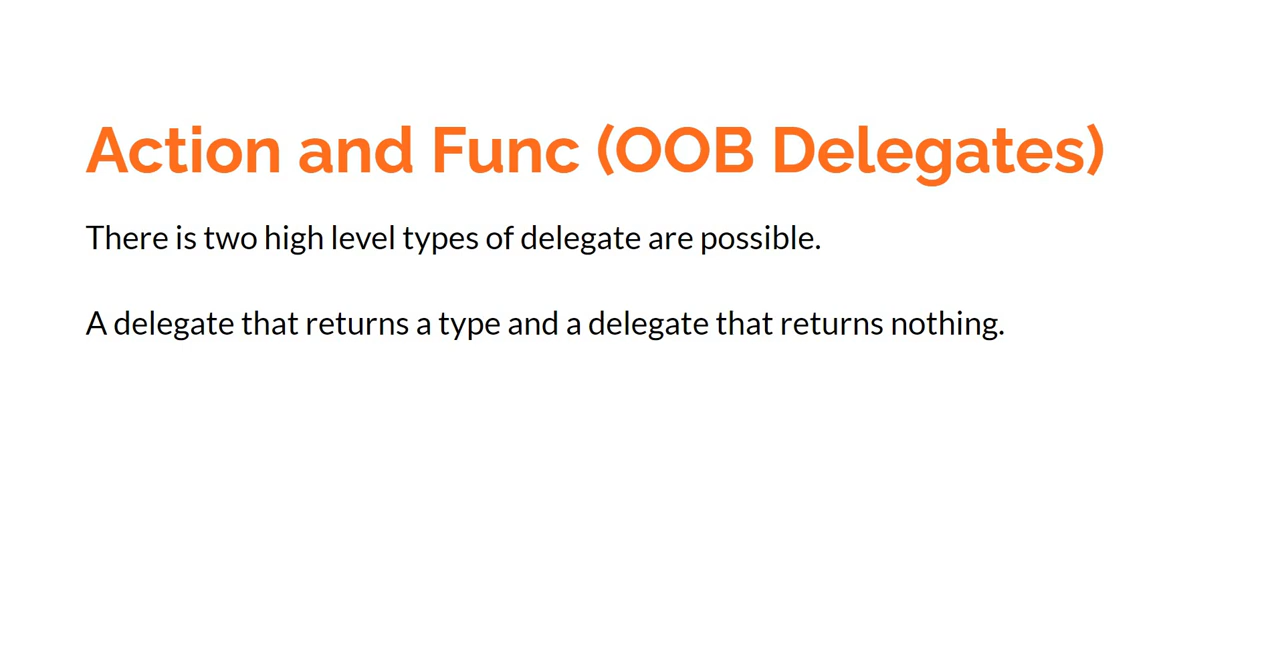 Action and Func (OOB Delegates)
There is two high level types of delegate are possible.
A delegate that returns a type and a delegate that returns nothing.